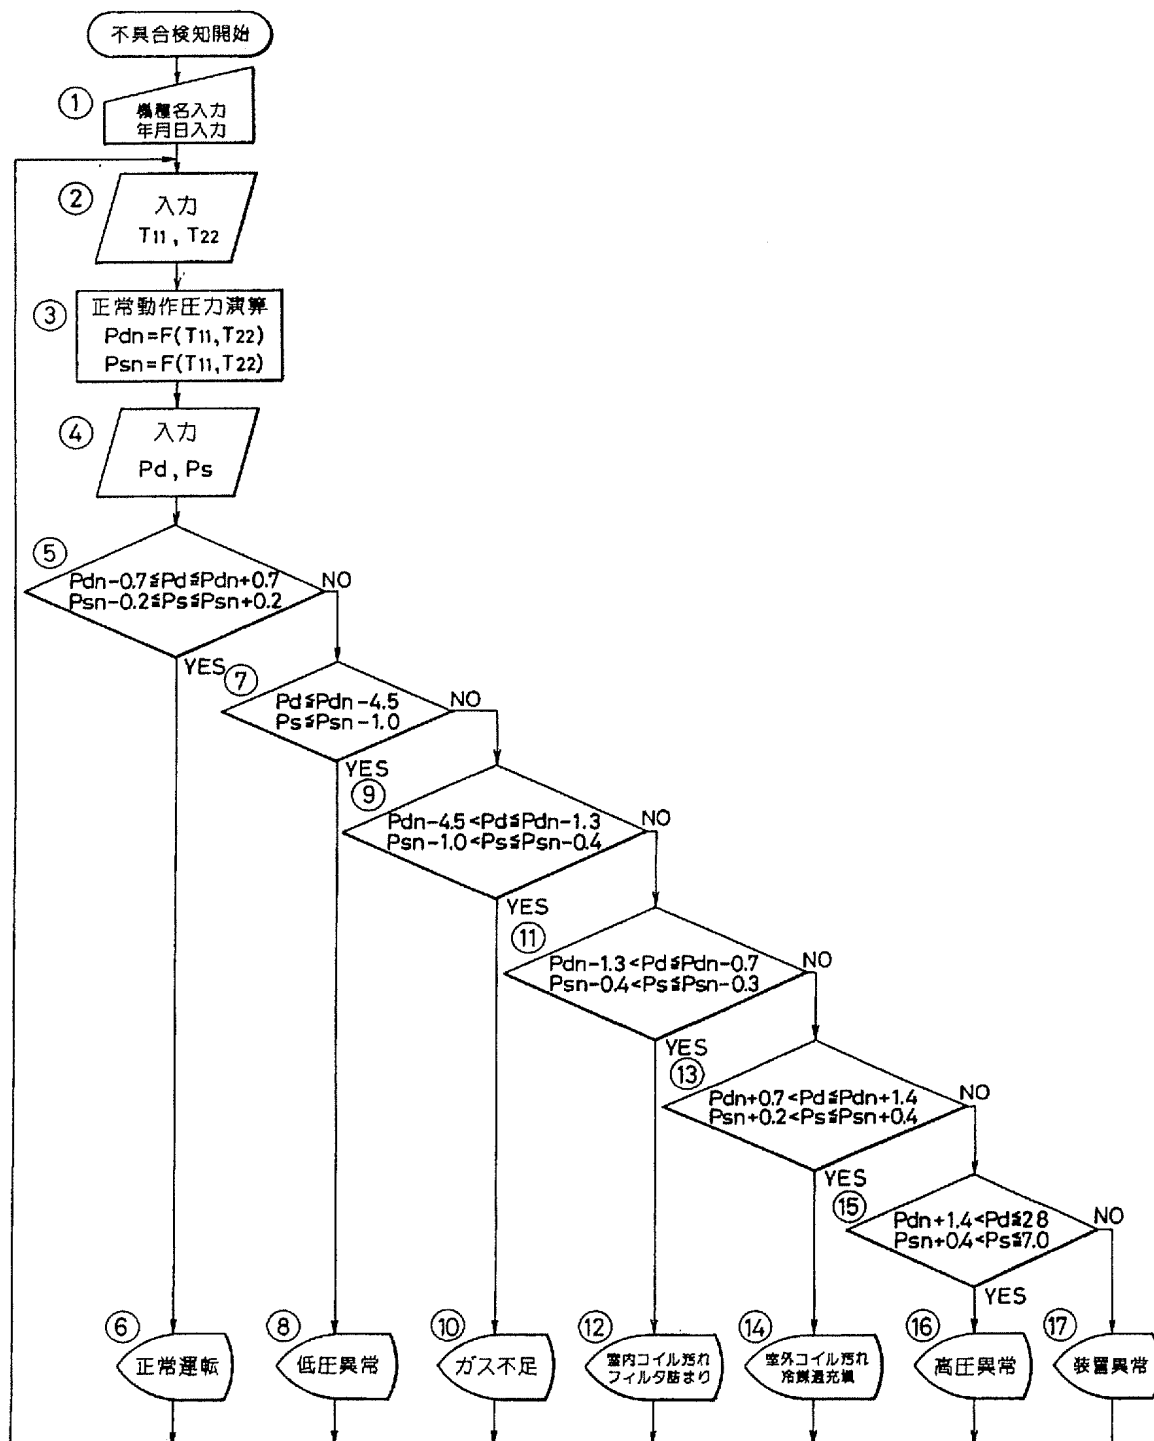 不具合検知開始
①
機種名入力
年月日入力
②
入力
T11, T22
③
正常動作圧力演算
Pdn=F(T11,T22)
Psn=F(T11,T22)
④
入力
Pd, Ps
⑤
Pdn-0.7≦Pd≦Pdn+0.7
Psn-0.2≦Ps≦Psn+0.2
NO
YES
⑦
Pd≦Pdn-4.5
Ps≦Psn-1.0
NO
YES
⑨
Pdn-4.5<Pd≦Pdn-1.3
Psn-1.0<Ps≦Psn-0.4
NO
YES
⑪
Pdn-1.3<Pd≦Pdn-0.7
Psn-0.4<Ps≦Psn-0.3
NO
YES
⑬
Pdn+0.7<Pd≦Pdn+1.4
Psn+0.2<Ps≦Psn+0.4
NO
YES
⑮
Pdn+1.4<Pd≦28
Psn+0.4<Ps≦7.0
NO
YES
⑥
正常運転
⑧
低圧異常
⑩
ガス不足
⑫
室内コイル汚れ
フィルタ詰まり
⑭
室外コイル汚れ
冷媒過充填
⑯
高圧異常
⑰
装置異常